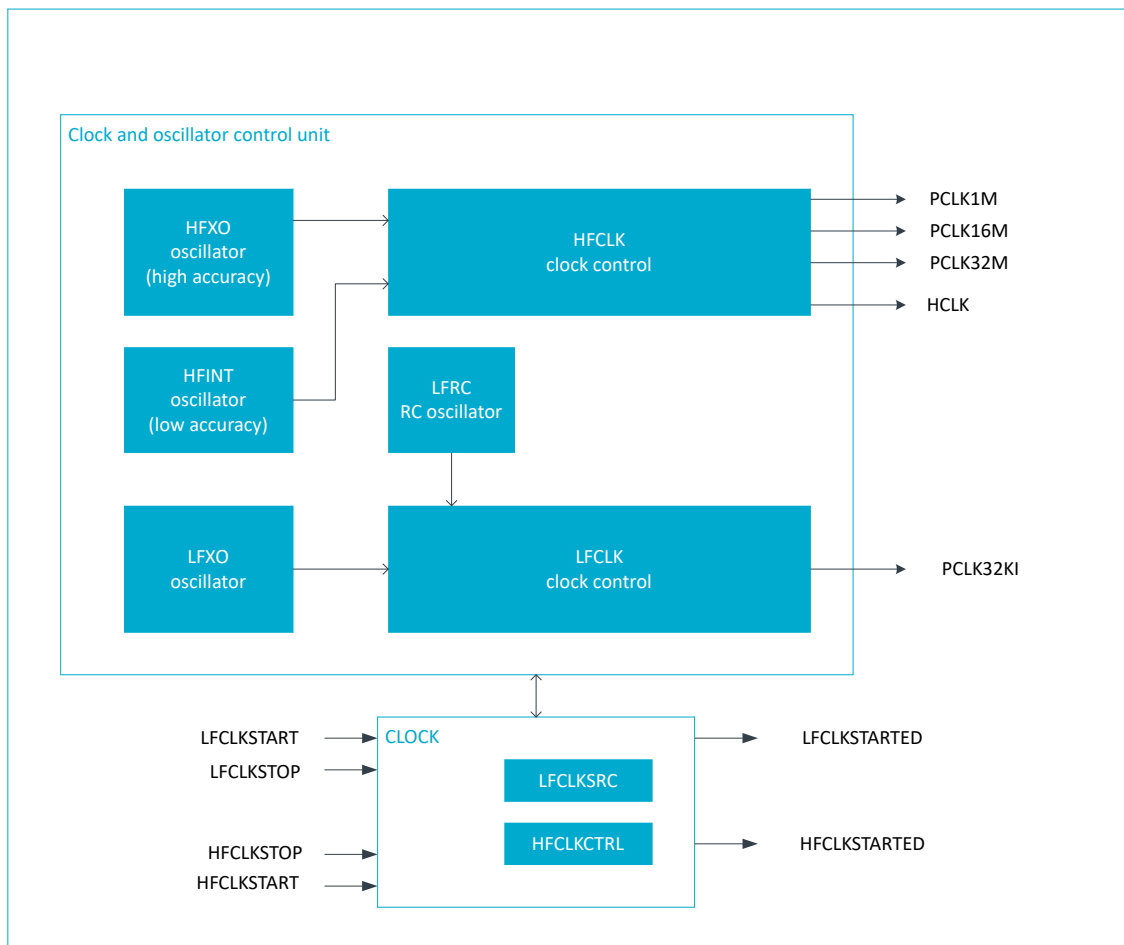 Clock and oscillator control unit
HFXO
oscillator
(high accuracy)
HFCLK
clock control
PCLK1M
PCLK16M
PCLK32M
HCLK
HFINT
oscillator
(low accuracy)
LFRC
RC oscillator
LFXO
oscillator
LFCLK
clock control
PCLK32KI
LFCLKSTART
LFCLKSTOP
HFCLKSTOP
HFCLKSTART
CLOCK
LFCLKSRC
HFCLKCTRL
LFCLKSTARTED
HFCLKSTARTED